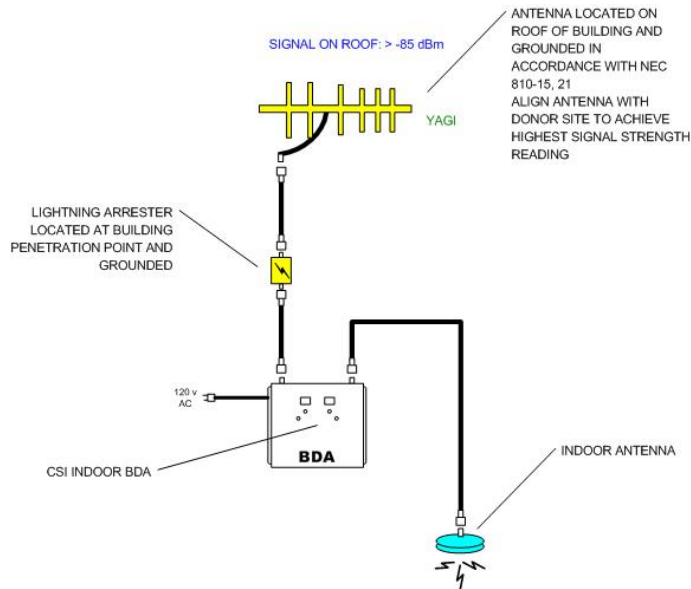 SIGNAL ON ROOF: > -85 dBm
ANTENNA LOCATED ON
ROOF OF BUILDING AND
GROUNDED IN
ACCORDANCE WITH NEC
810-15, 21
ALIGN ANTENNA WITH
DONOR SITE TO ACHIEVE
HIGHEST SIGNAL STRENGTH
READING
YAGI
LIGHTNING ARRESTER
LOCATED AT BUILDING
PENETRATION POINT AND
GROUNDED
120 v
AC
CSI INDOOR BDA
BDA
INDOOR ANTENNA